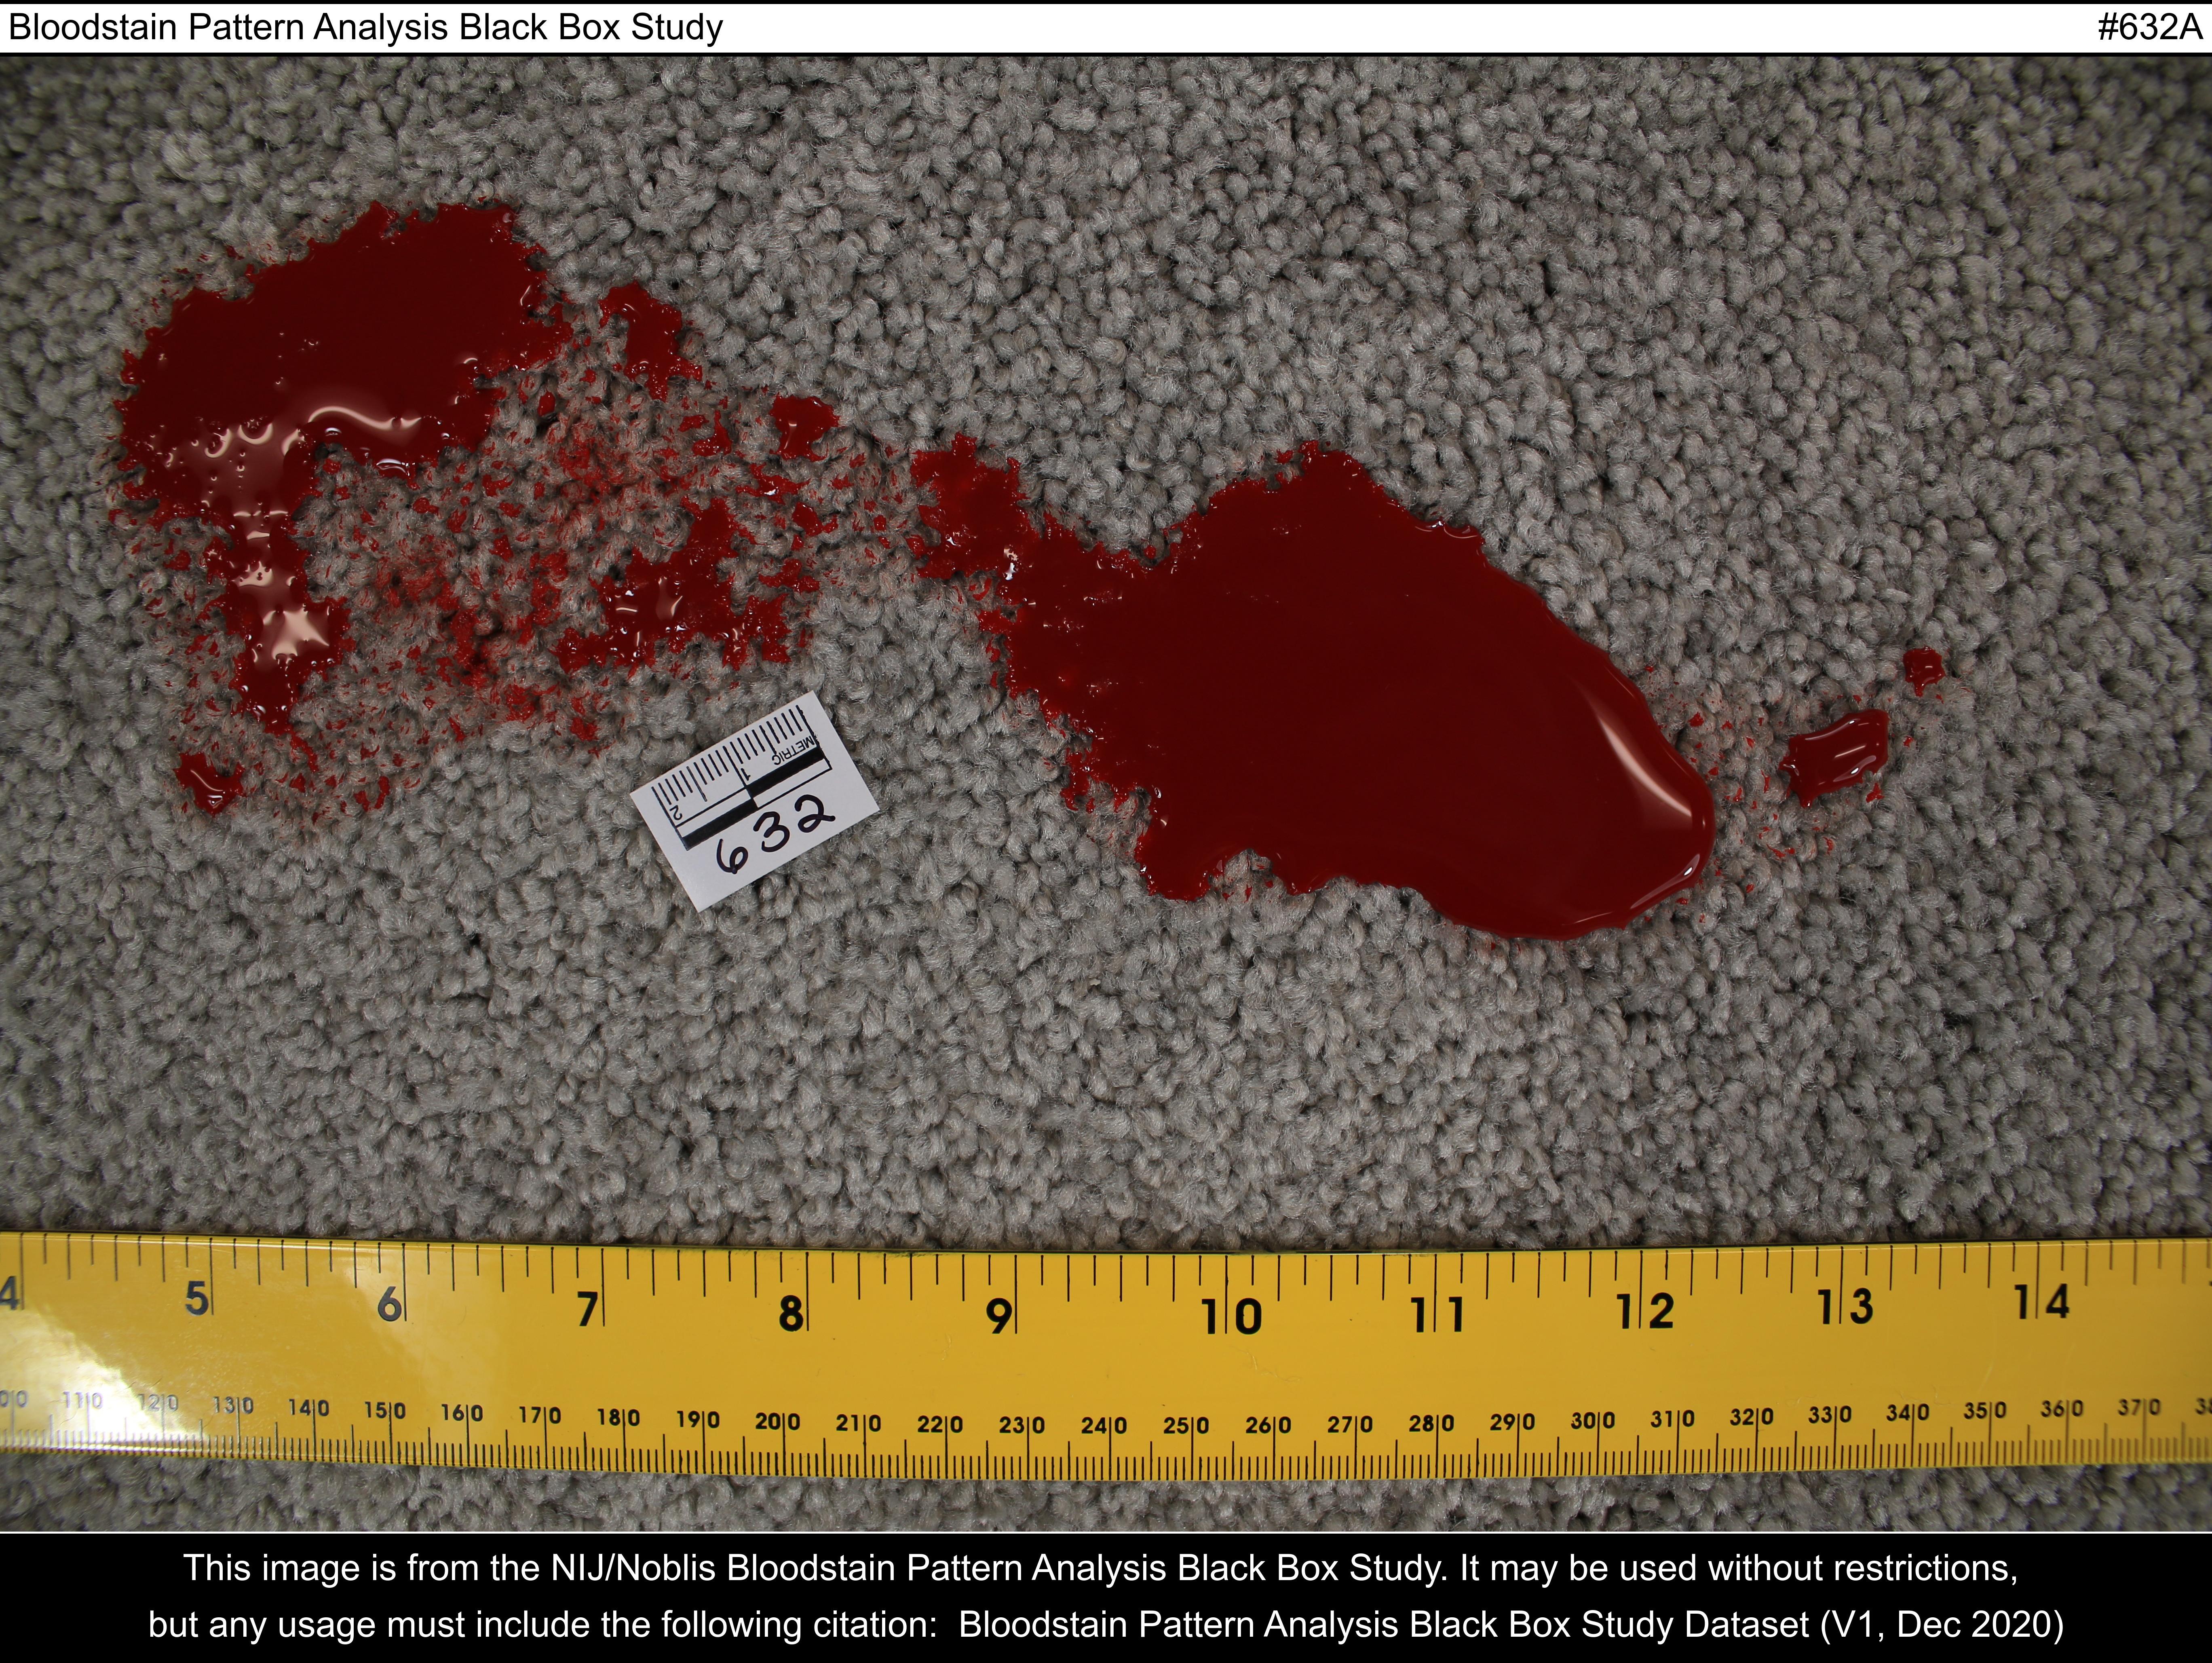 Bloodstain Pattern Analysis Black Box Study #632A
METRIC
1
2
632
4 5 6 7 8 9 10 11 12 13 14
110 120 130 140 150 160 170 180 190 200 210 220 230 240 250 260 270 280 290 300 310 320 330 340 350 360 370
This image is from the NIJ/Noblis Bloodstain Pattern Analysis Black Box Study. It may be used without restrictions,
but any usage must include the following citation: Bloodstain Pattern Analysis Black Box Study Dataset (V1, Dec 2020)